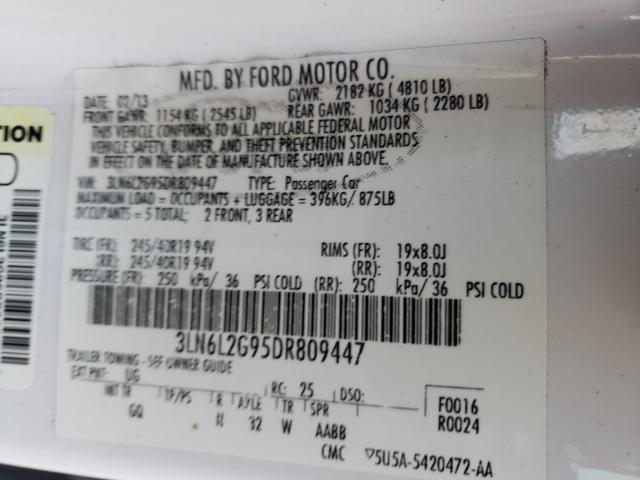 MFD. BY FORD MOTOR CO.
DATE: 02/13 GVWR: 2182 KG ( 4810 LB)
FRONT GAWR: 1154 KG ( 2545 LB) REAR GAWR: 1034 KG ( 2280 LB)
THIS VEHICLE CONFORMS TO ALL APPLICABLE FEDERAL MOTOR
VEHICLE SAFETY, BUMPER, AND THEFT PREVENTION STANDARDS
IN EFFECT ON THE DATE OF MANUFACTURE SHOWN ABOVE.
VIN: 3LN6L2G95DR809447 TYPE: Passenger Car
MAXIMUM LOAD = OCCUPANTS + LUGGAGE = 396KG/ 875LB
OCCUPANTS = 5 TOTAL; 2 FRONT, 3 REAR
TIRE (FR): 245/40R19 94V RIMS (FR): 19x8.0J
(RR): 245/40R19 94V (RR): 19x8.0J
PRESSURE (FR): 250 kPa/ 36 PSI COLD (RR): 250 kPa/ 36 PSI COLD
3LN6L2G95DR809447
TRAILER TOWING - SEE OWNER GUIDE
EXT PNT: UG RC: 25 DSO: F0016
INT TR TP/PS R AXLE TR SPR R0024
GQ 32 W AABB
CMC 5U5A-5420472-AA
TION